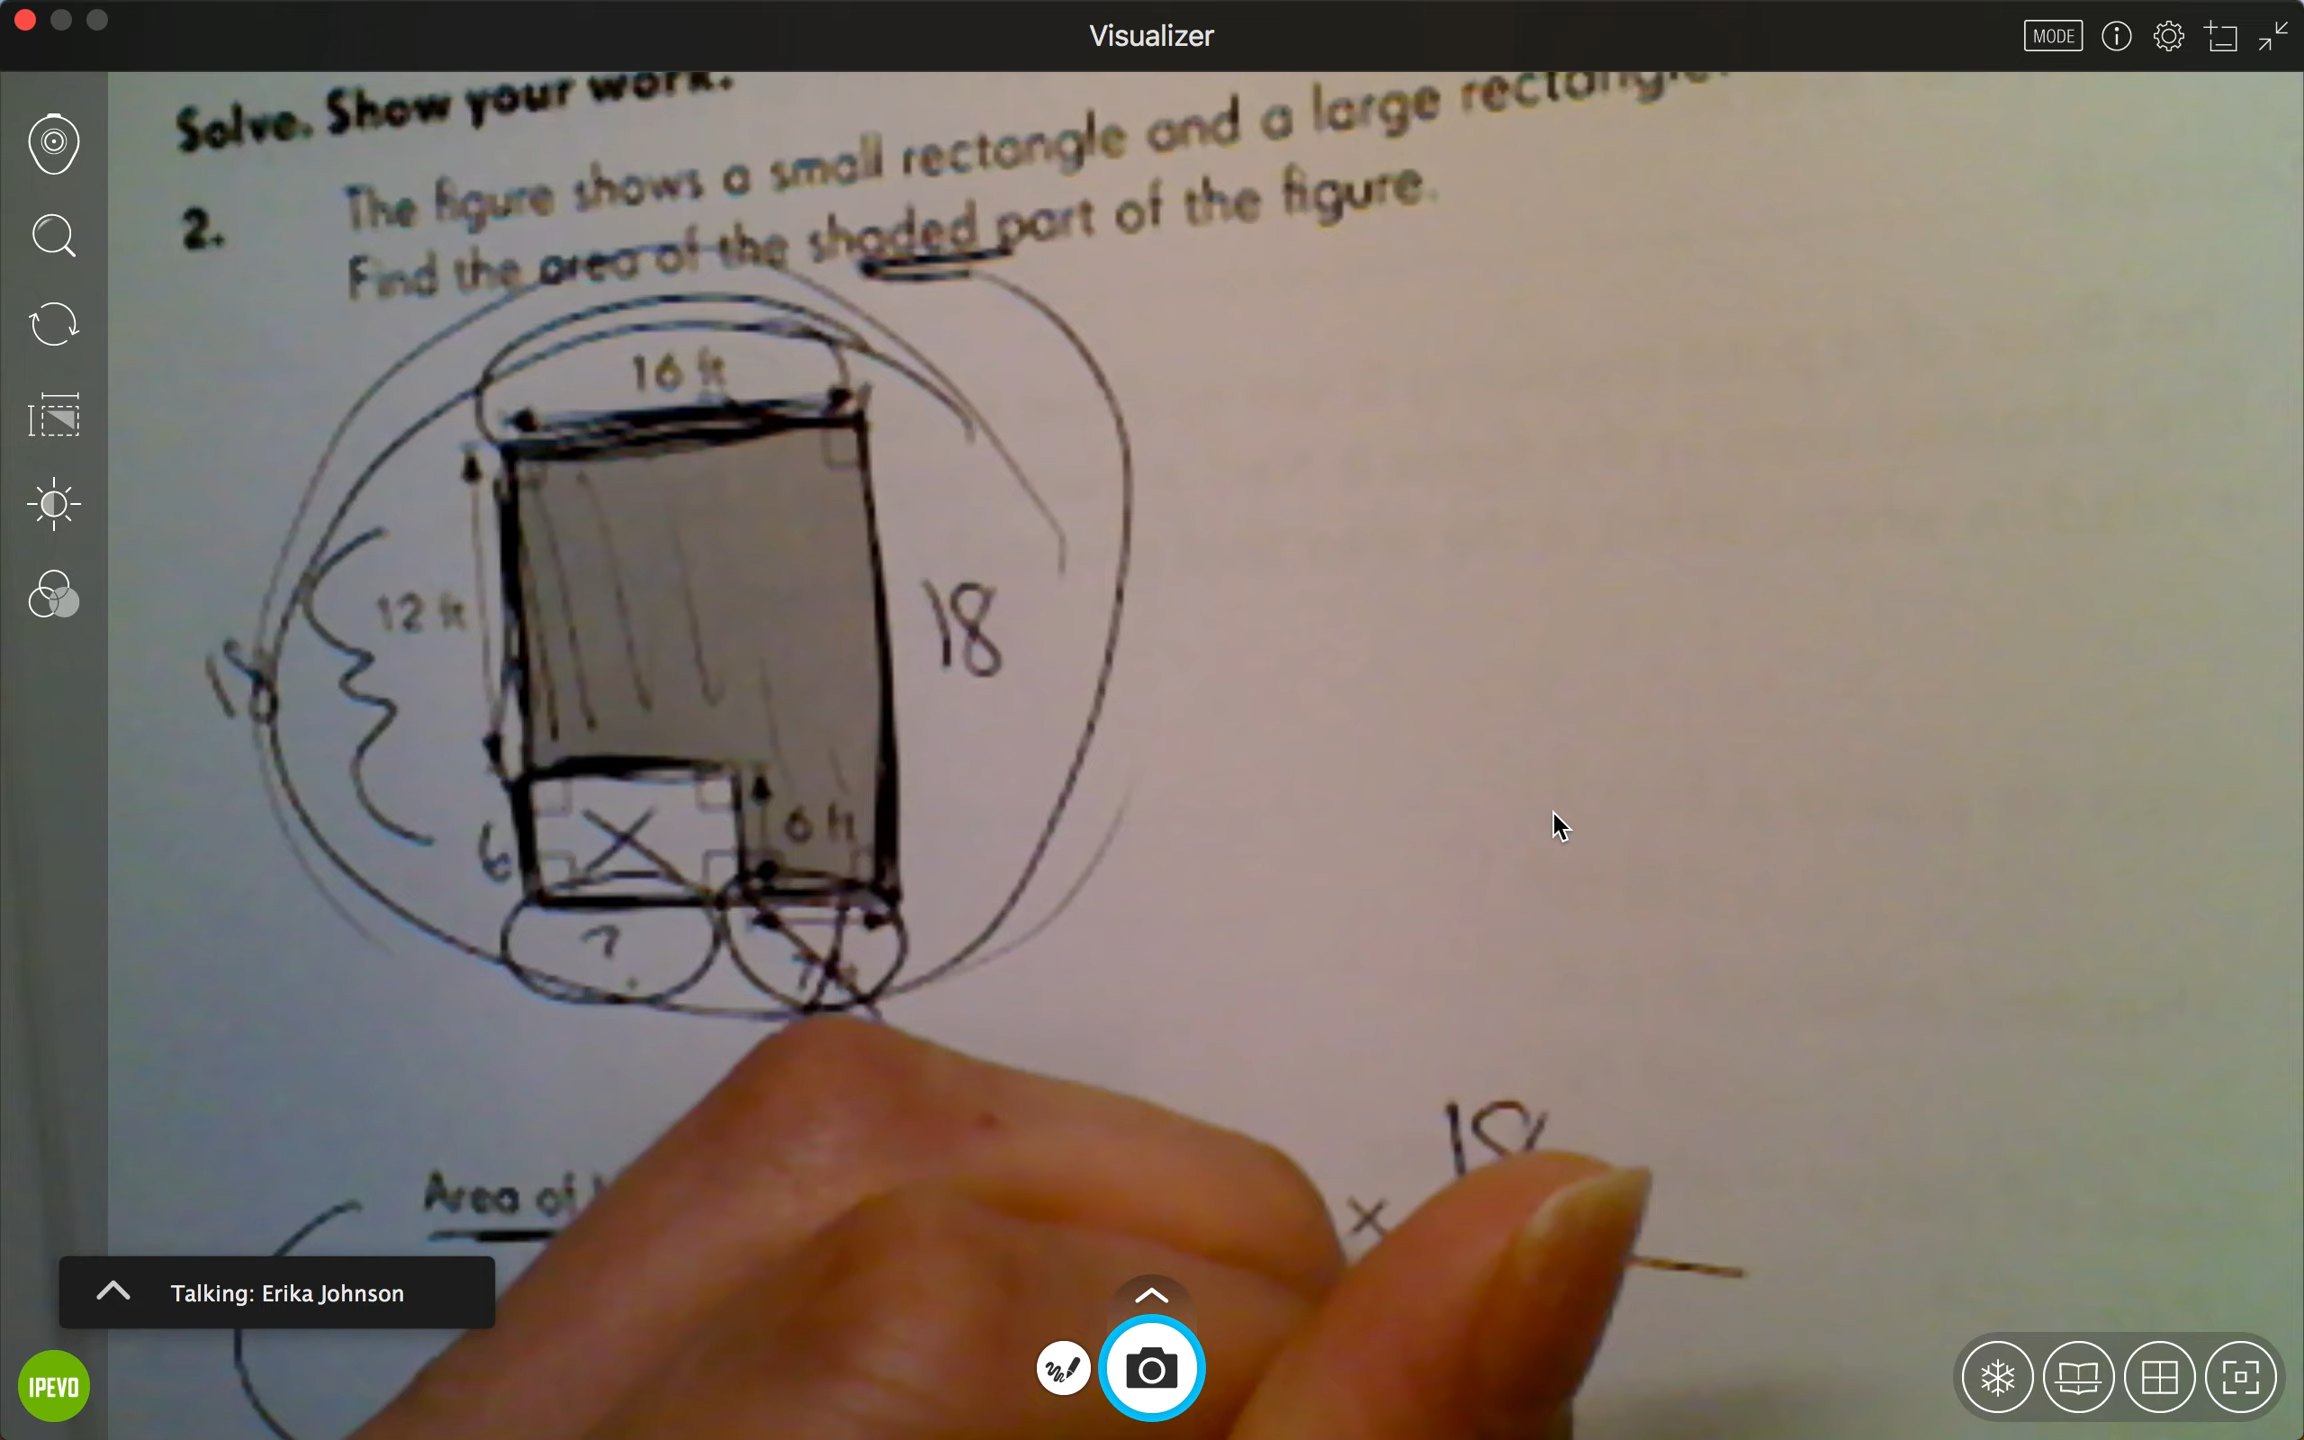 Visualizer
MODE
Solve. Show your work.
2. The figure shows a small rectangle and a large rectangle.
Find the area of the shaded part of the figure.
16 ft
12 ft
18
18
6 ft
6
?
7 ft
18
Area of
×
Talking: Erika Johnson
IPEVO